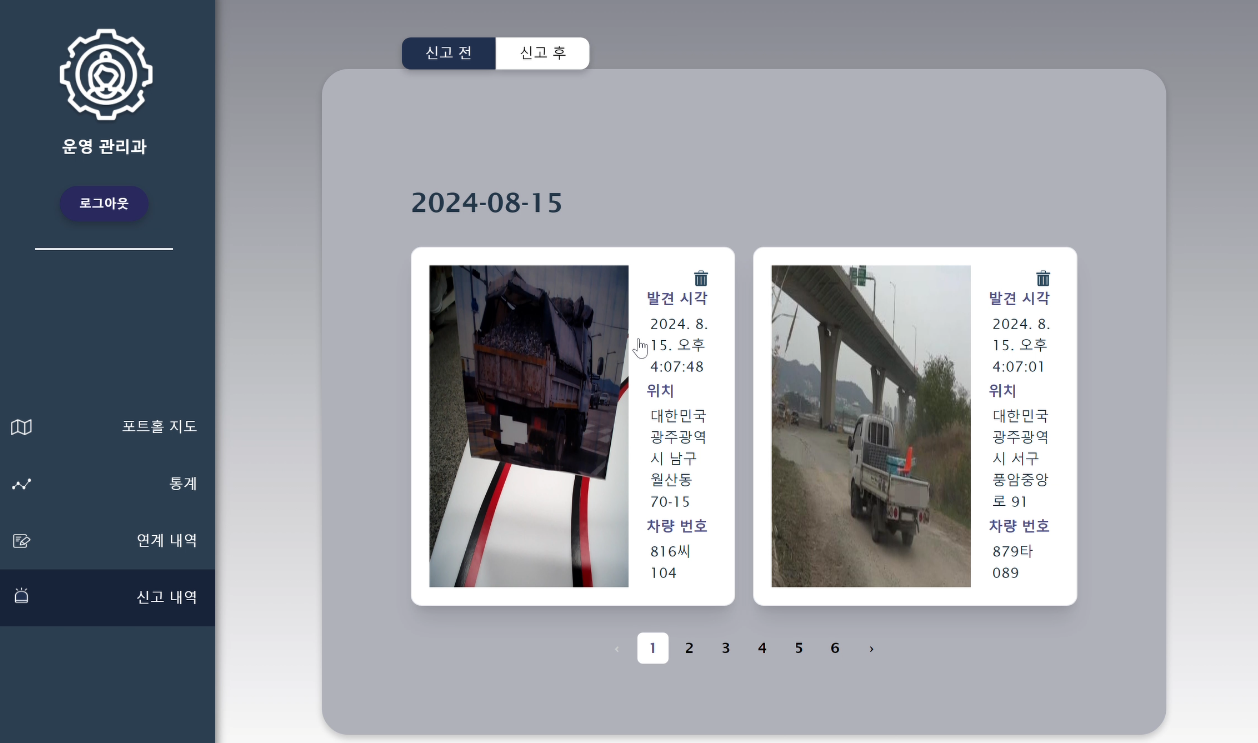 운영 관리과
로그아웃
포트홀 지도
통계
연계 내역
신고 내역
신고 전
신고 후
2024-08-15
발견 시각
2024. 8.
15. 오후
4:07:48
위치
대한민국
광주광역
시 남구
월산동
70-15
차량 번호
816씨
104
발견 시각
2024. 8.
15. 오후
4:07:01
위치
대한민국
광주광역
시 서구
풍암중앙
로 91
차량 번호
879타
089
‹ 1 2 3 4 5 6 ›